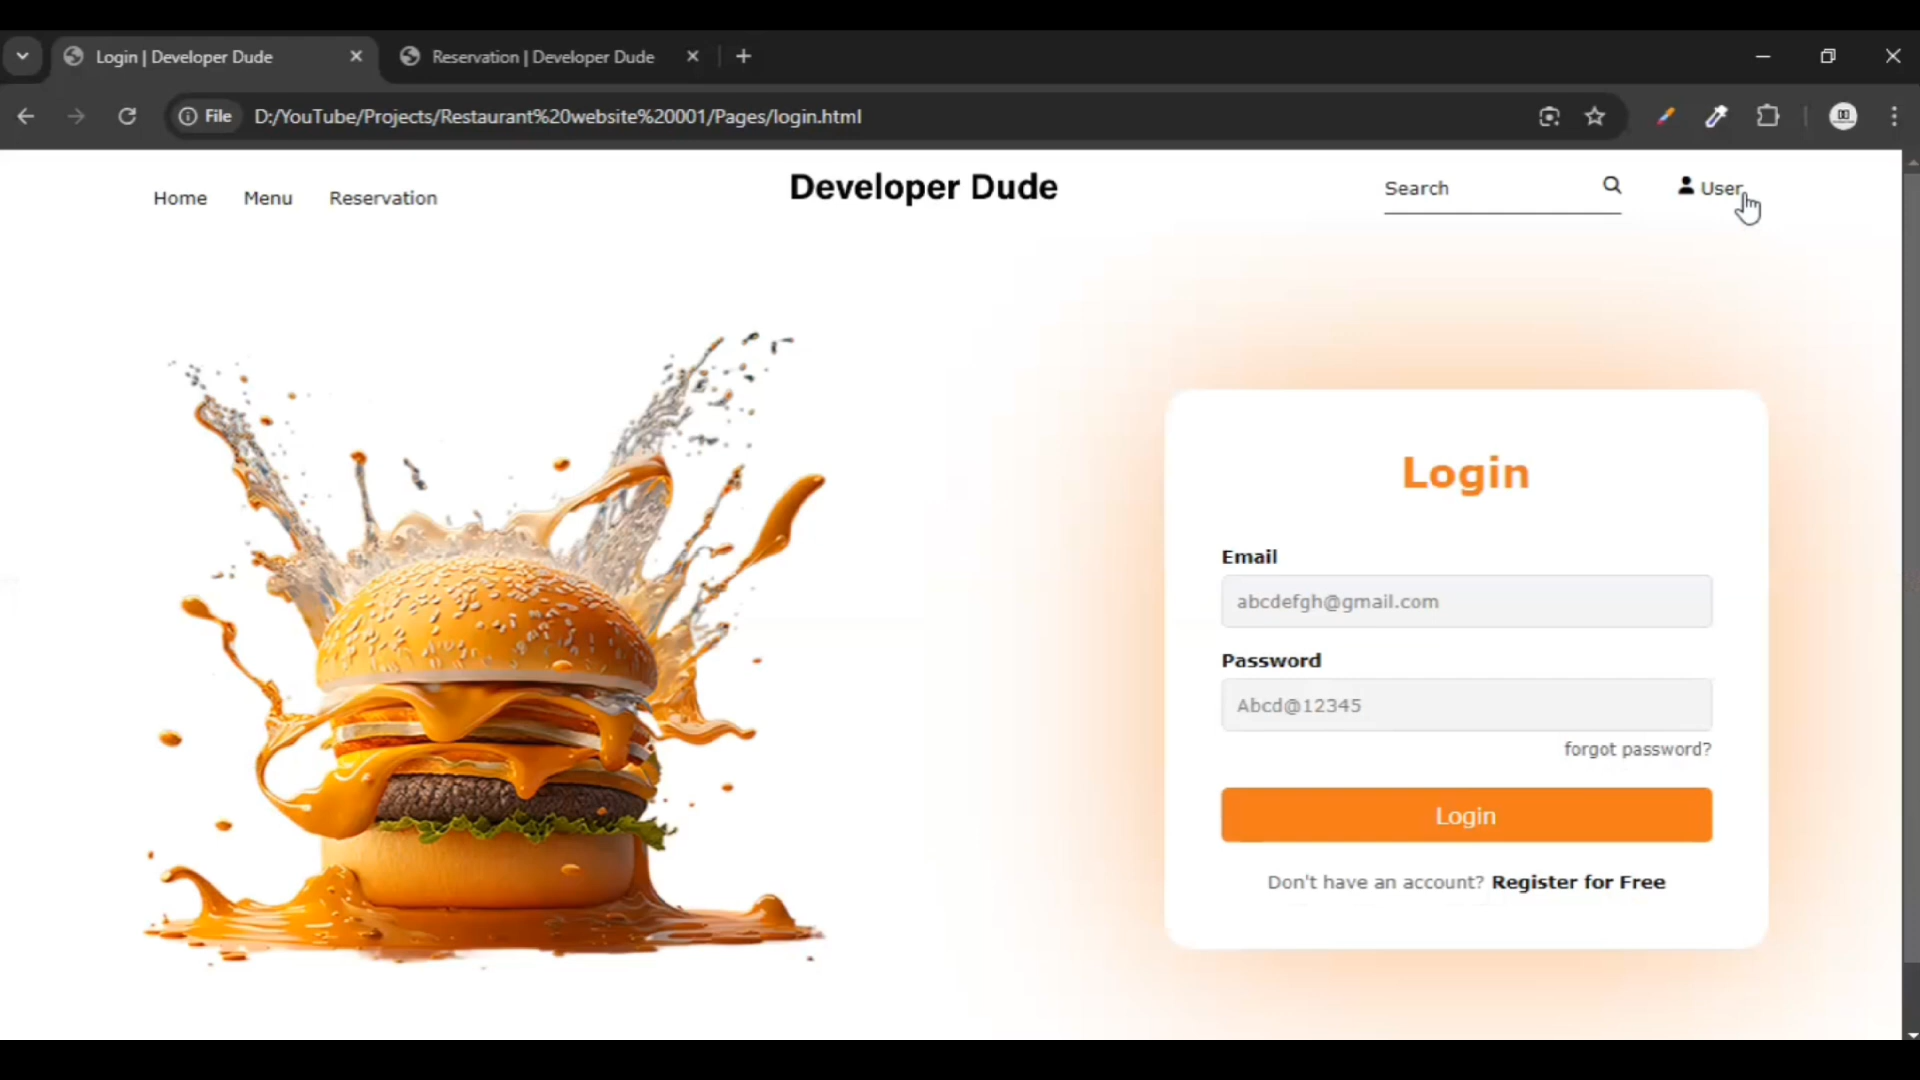 Login | Developer Dude
Reservation | Developer Dude
File
D:/YouTube/Projects/Restaurant%20website%20001/Pages/login.html
Home Menu Reservation
Developer Dude
Search
User
Login
Email
abcdefgh@gmail.com
Password
Abcd@12345
forgot password?
Login
Don't have an account? Register for Free